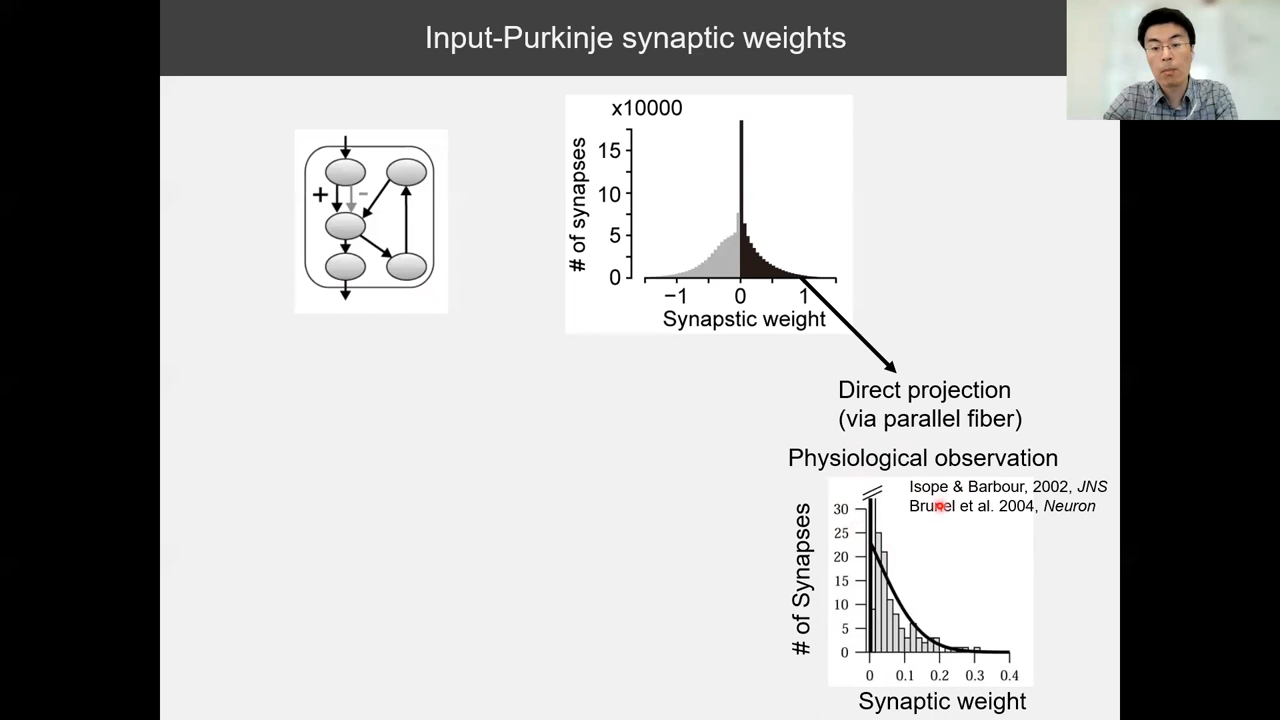 Input-Purkinje synaptic weights
+ -
x10000
# of synapses
15
10
5
0
−1 0 1
Synapstic weight
Direct projection
(via parallel fiber)
Physiological observation
Isope & Barbour, 2002, JNS
Brunel et al. 2004, Neuron
# of Synapses
30
25
20
15
10
5
0
0 0.1 0.2 0.3 0.4
Synaptic weight